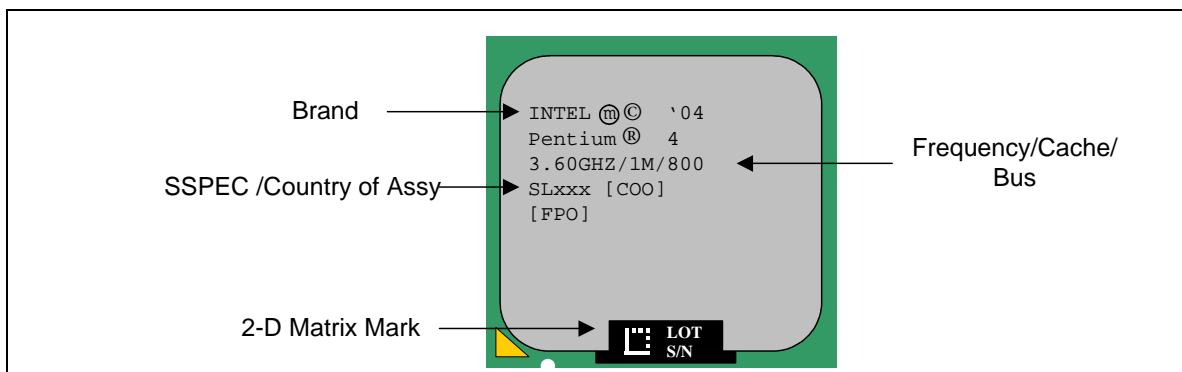 Brand
INTEL ⓜ© ‘04
Pentium ® 4
3.60GHZ/1M/800
Frequency/Cache/
Bus
SSPEC /Country of Assy
SLxxx [COO]
[FPO]
2-D Matrix Mark
LOT
S/N